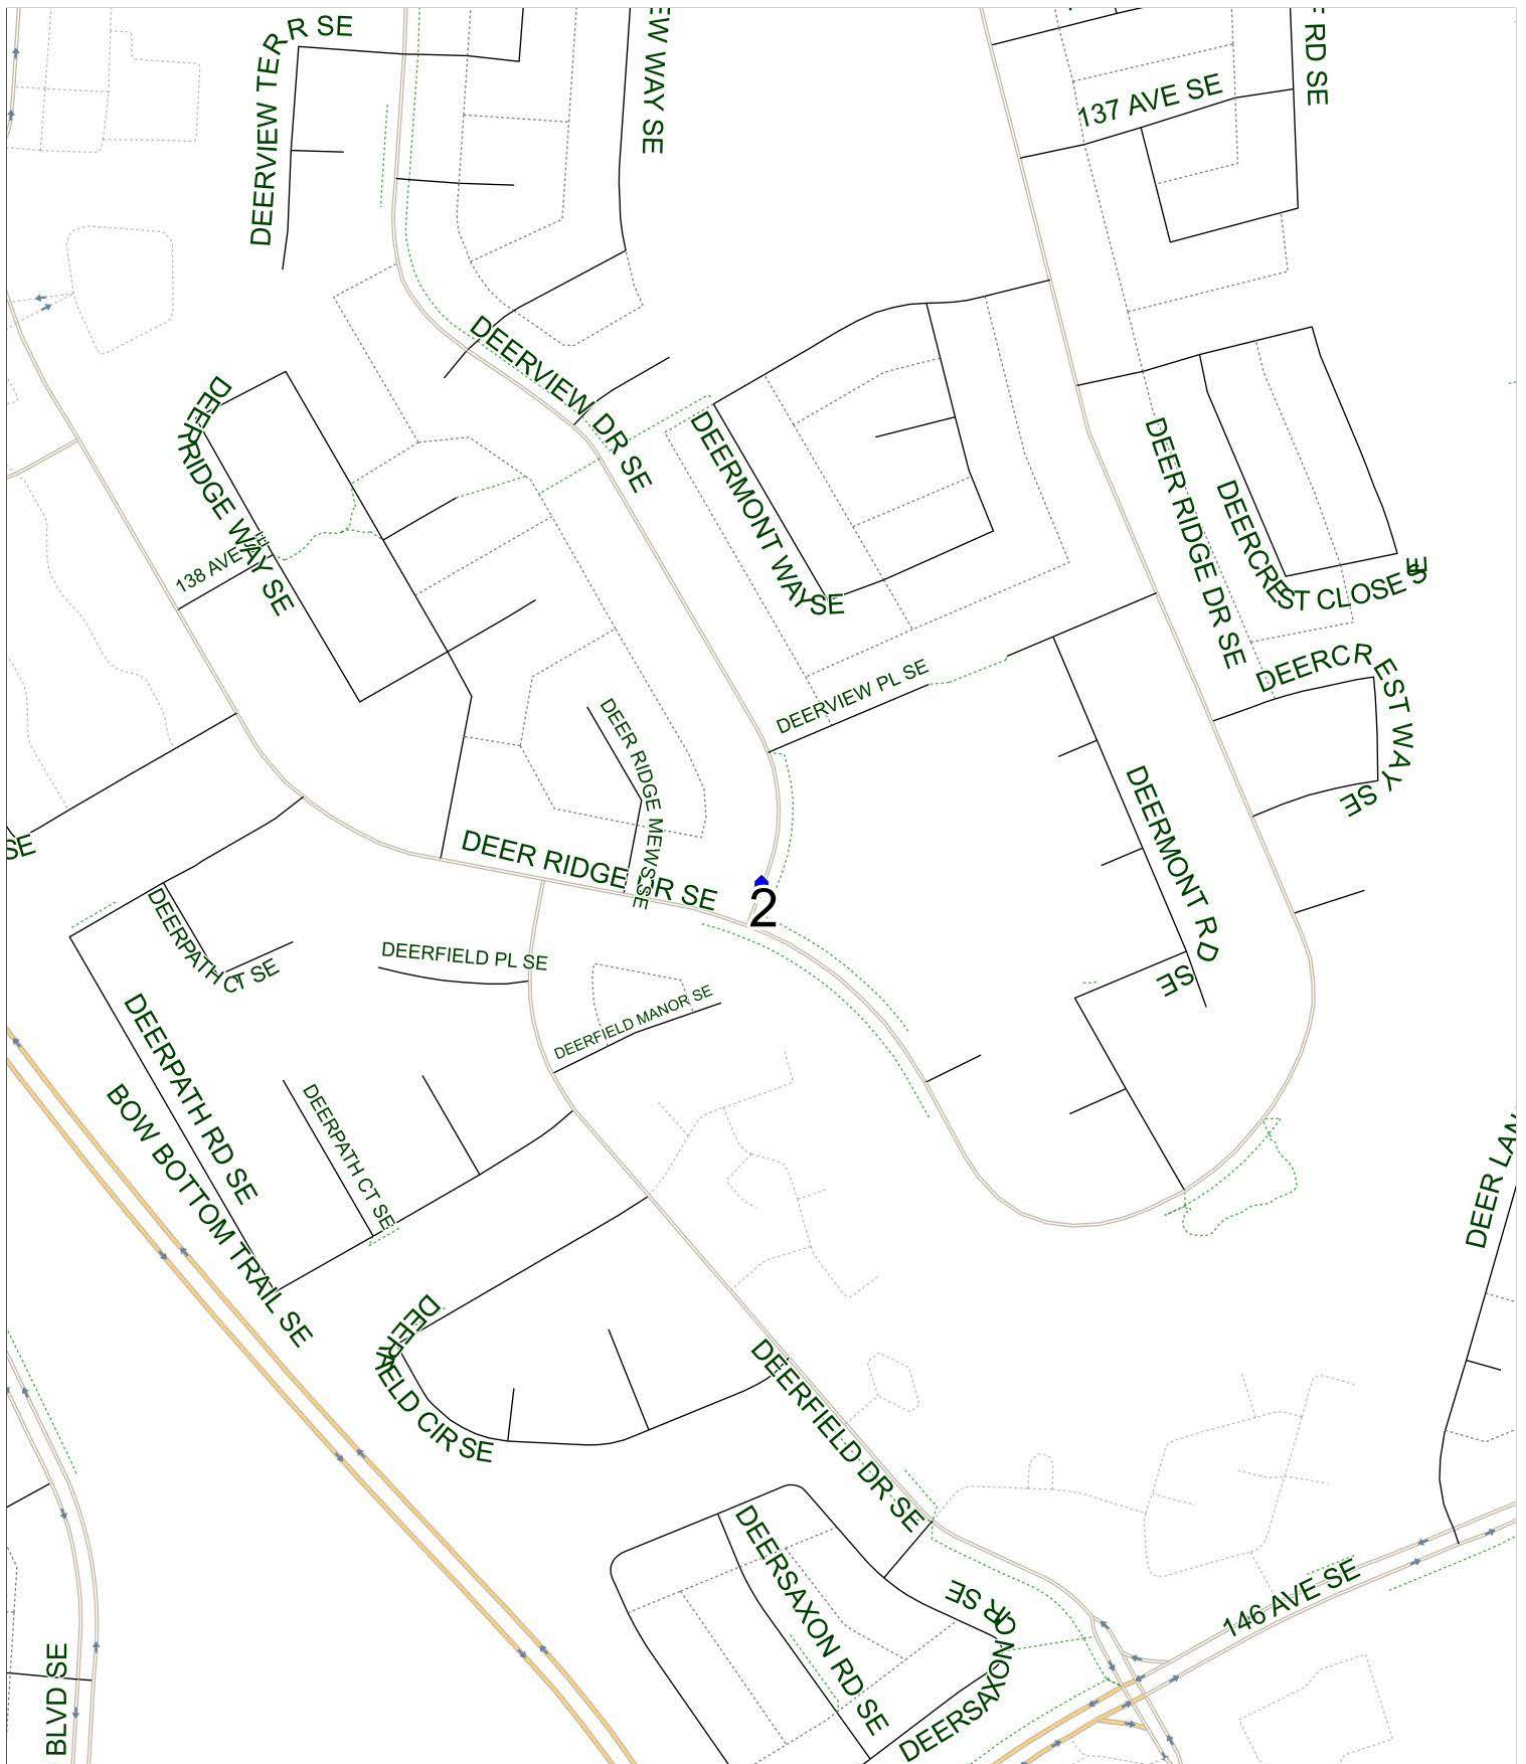 DEERVIEW TER
R SE
EW WAY SE
RD SE
137 AVE SE
DEERVIEW DR SE
DEER RIDGE WAY SE
138 AVE
DEERMONT WAY SE
DEER RIDGE DR SE
DEERCREST CLOSE SE
DEERVIEW PL SE
DEERCREST WAY SE
DEER RIDGE MEWS SE
DEERMONT RD SE
SE
DEER RIDGE DR SE
2
DEERPATH CT SE
DEERFIELD PL SE
DEERFIELD MANOR SE
DEERPATH RD SE
BOW BOTTOM TRAIL SE
DEERPATH CT SE
DEER LAN
DEERFIELD CIR SE
DEERFIELD DR SE
DEERSAXON RD SE
DEERSAXON CIR SE
146 AVE SE
BLVD SE